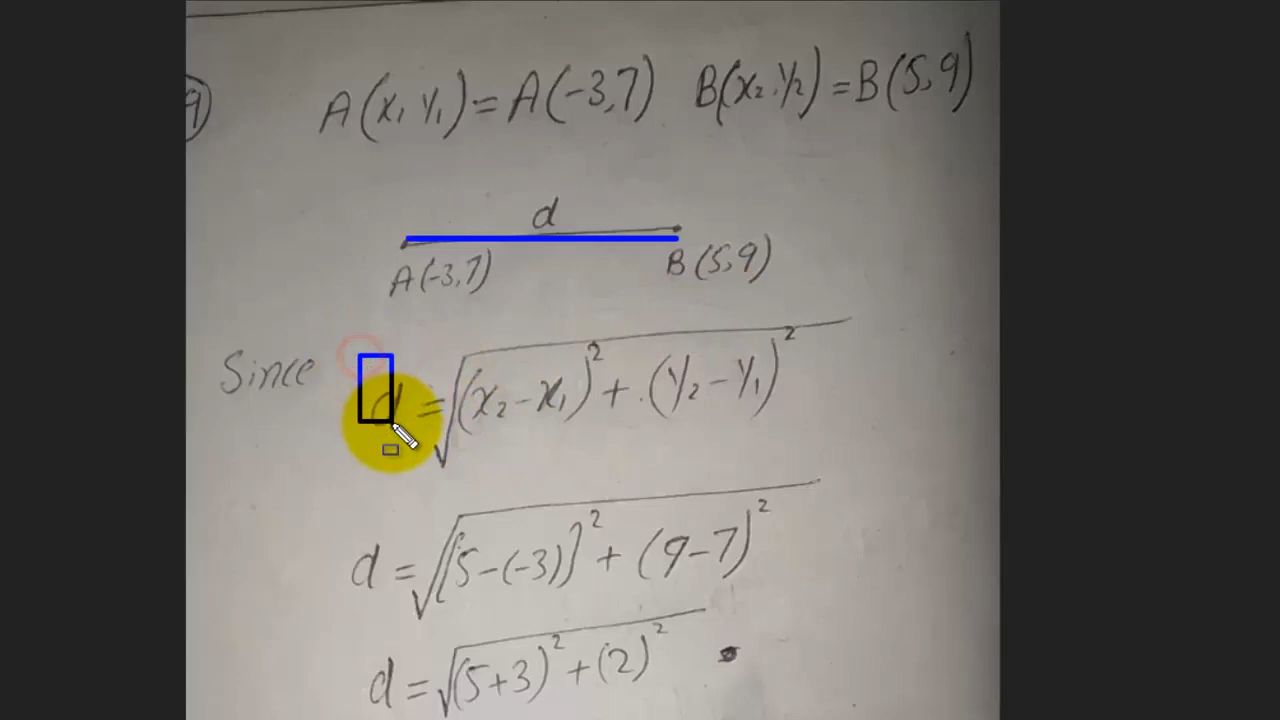 9)
A(x₁ y₁) = A(-3,7) B(x₂, y₂) = B(5,9)
d
A(-3,7) B(5,9)
Since d = √(x₂ - x₁)² + (y₂ - y₁)²
d = √[5-(-3)]² + (9-7)²
d = √(5+3)² + (2)²